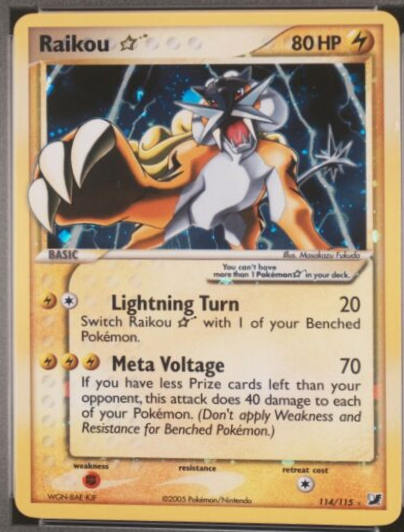 Raikou ☆
80 HP
BASIC
Illus. Masakazu Fukuda
You can't have
more than 1 Pokémon☆ in your deck.
Lightning Turn 20
Switch Raikou ☆ with 1 of your Benched
Pokémon.
Meta Voltage 70
If you have less Prize cards left than your
opponent, this attack does 40 damage to each
of your Pokémon. (Don't apply Weakness and
Resistance for Benched Pokémon.)
weakness resistance retreat cost
WGN-8AE-KJF ©2005 Pokémon/Nintendo 114/115